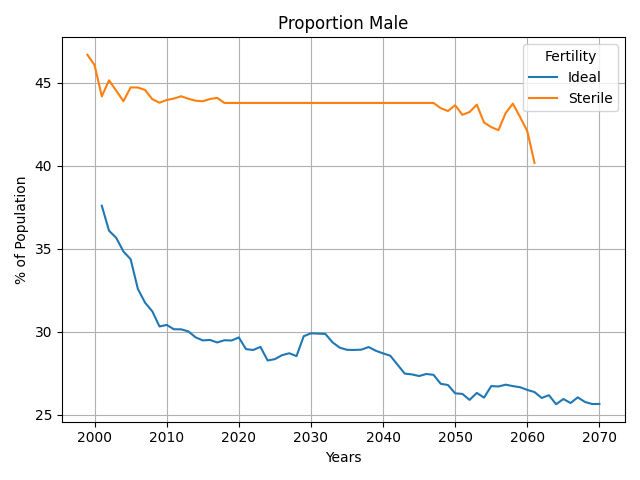 Proportion Male
Fertility
Ideal
Sterile
% of Population
45
40
35
30
25
2000 2010 2020 2030 2040 2050 2060 2070
Years